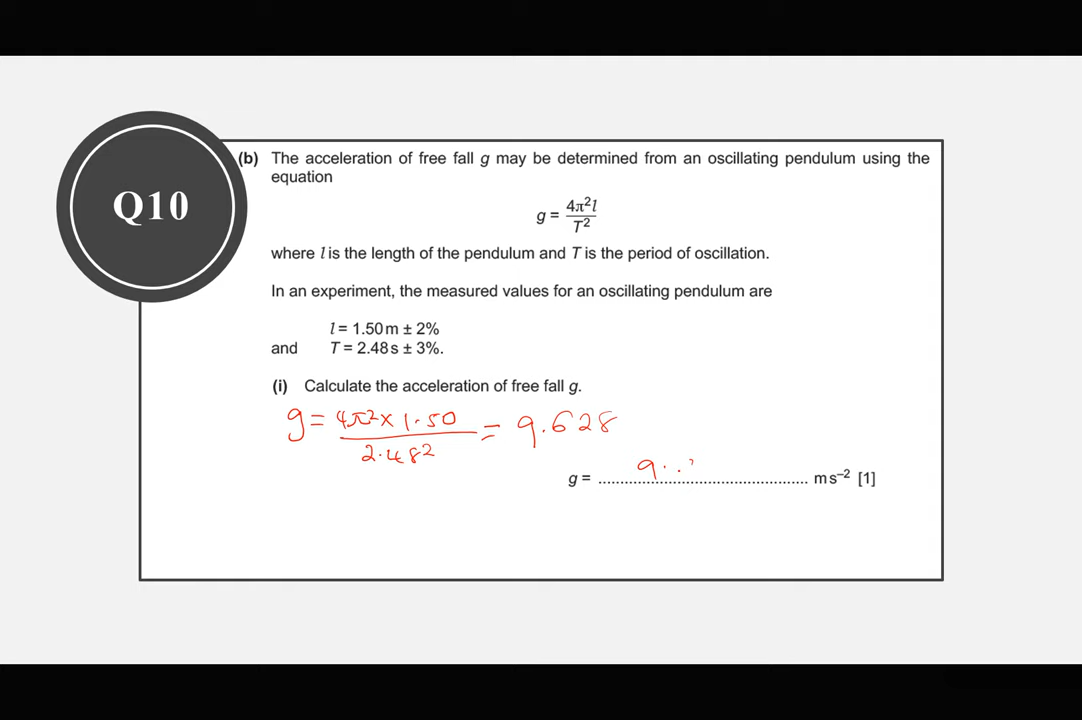 Q10
(b) The acceleration of free fall g may be determined from an oscillating pendulum using the
equation
g = 4π²l / T²
where l is the length of the pendulum and T is the period of oscillation.
In an experiment, the measured values for an oscillating pendulum are
l = 1.50 m ± 2%
and T = 2.48 s ± 3%.
(i) Calculate the acceleration of free fall g.
g = 4π² × 1.50 / 2.48² = 9.628
g = 9. ms⁻² [1]